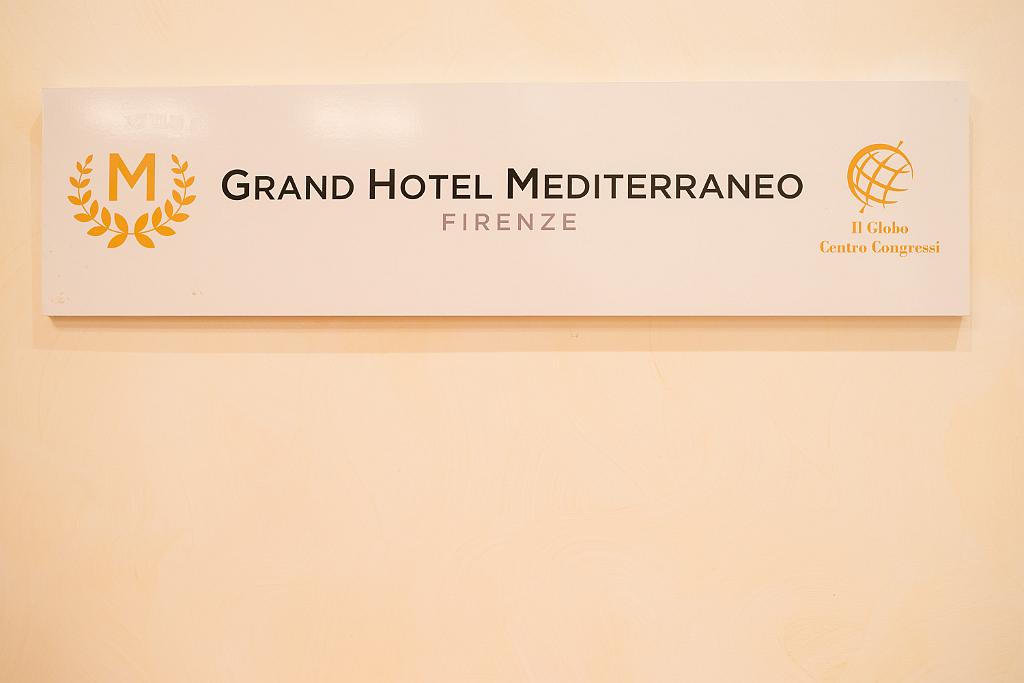 M
GRAND HOTEL MEDITERRANEO
FIRENZE
Il Globo
Centro Congressi